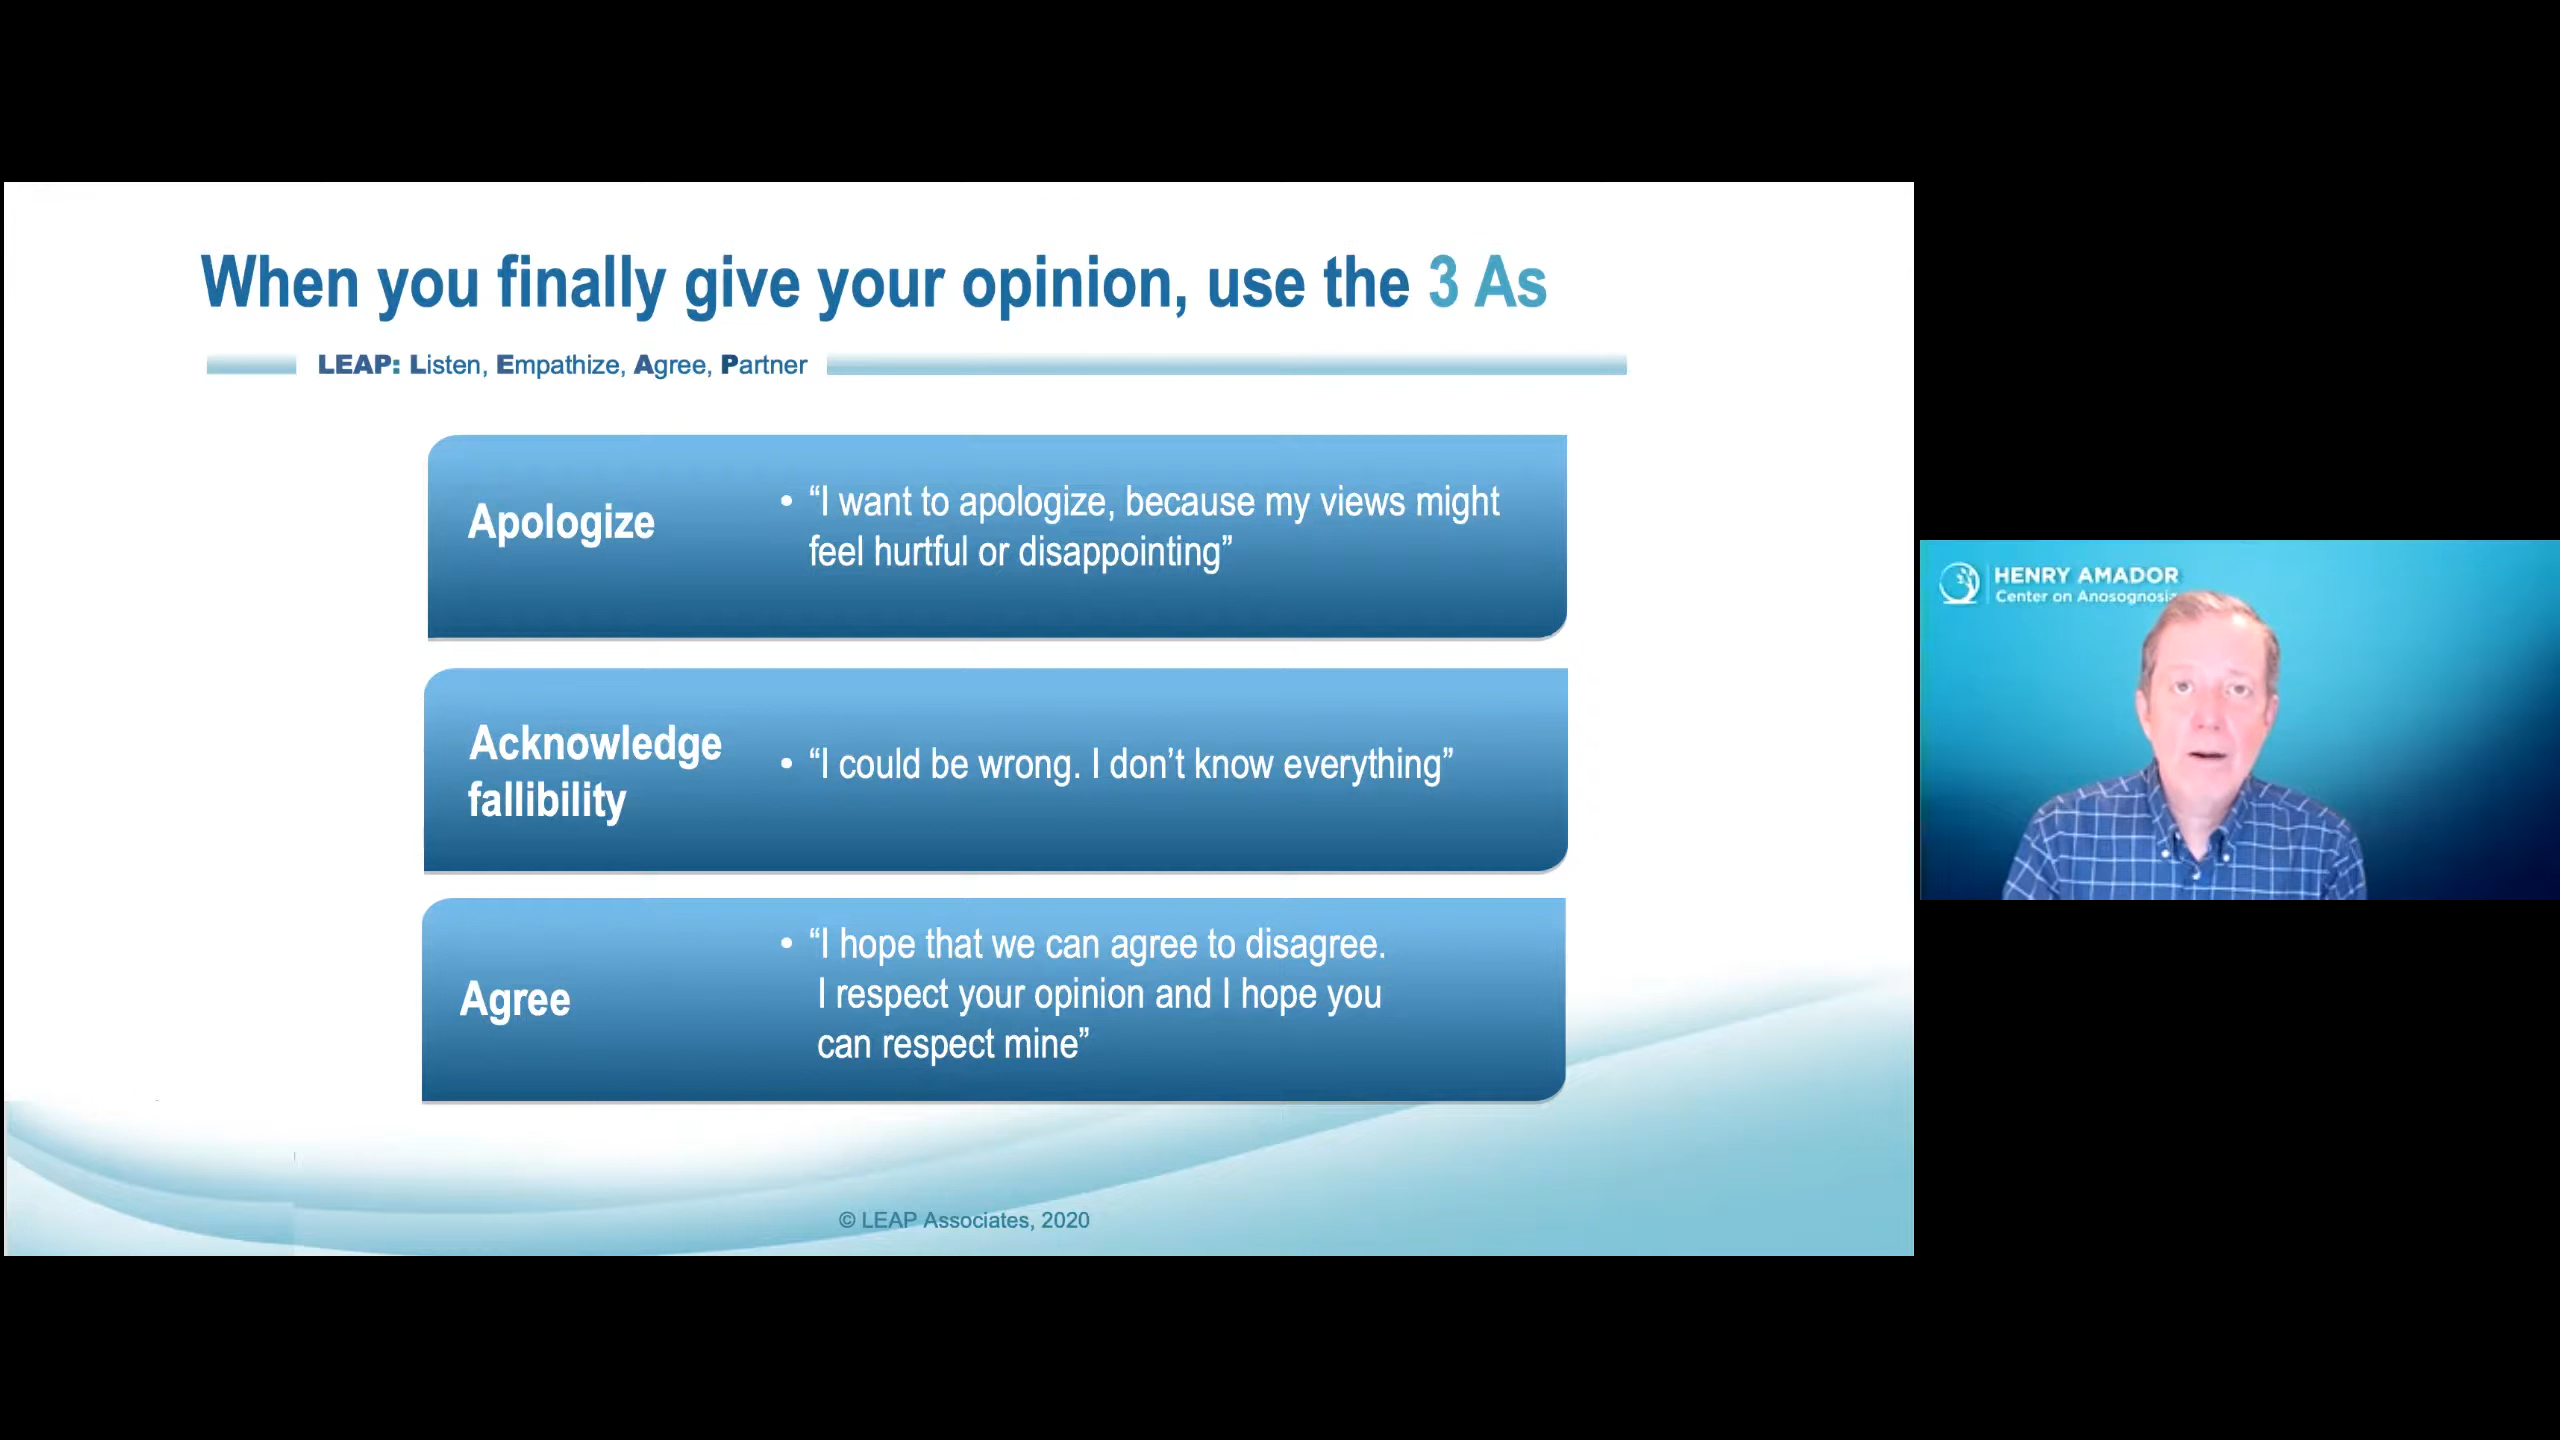 When you finally give your opinion, use the 3 As
LEAP: Listen, Empathize, Agree, Partner
Apologize
• “I want to apologize, because my views might
feel hurtful or disappointing”
Acknowledge
fallibility
• “I could be wrong. I don’t know everything”
Agree
• “I hope that we can agree to disagree.
I respect your opinion and I hope you
can respect mine”
© LEAP Associates, 2020
HENRY AMADOR
Center on Anosognosia